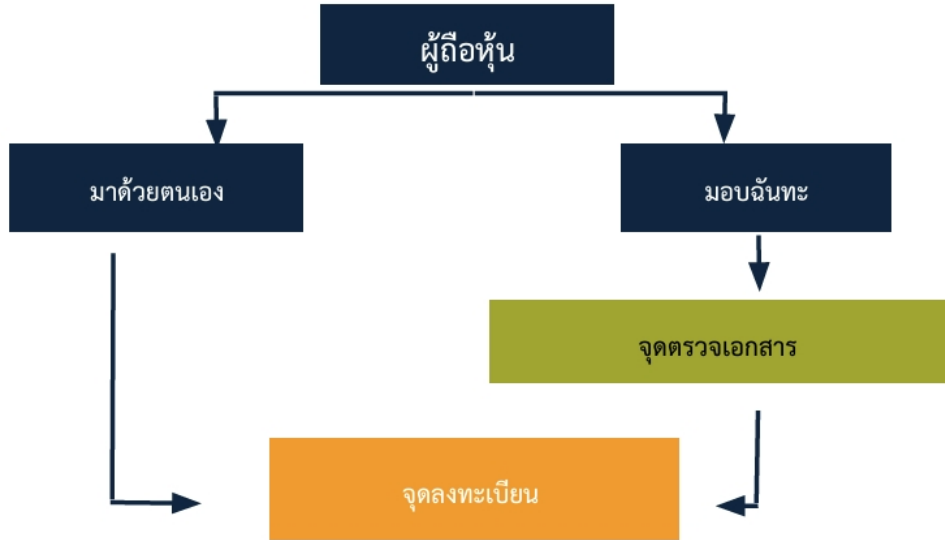 ผู้ถือหุ้น
มาด้วยตนเอง
มอบฉันทะ
จุดตรวจเอกสาร
จุดลงทะเบียน